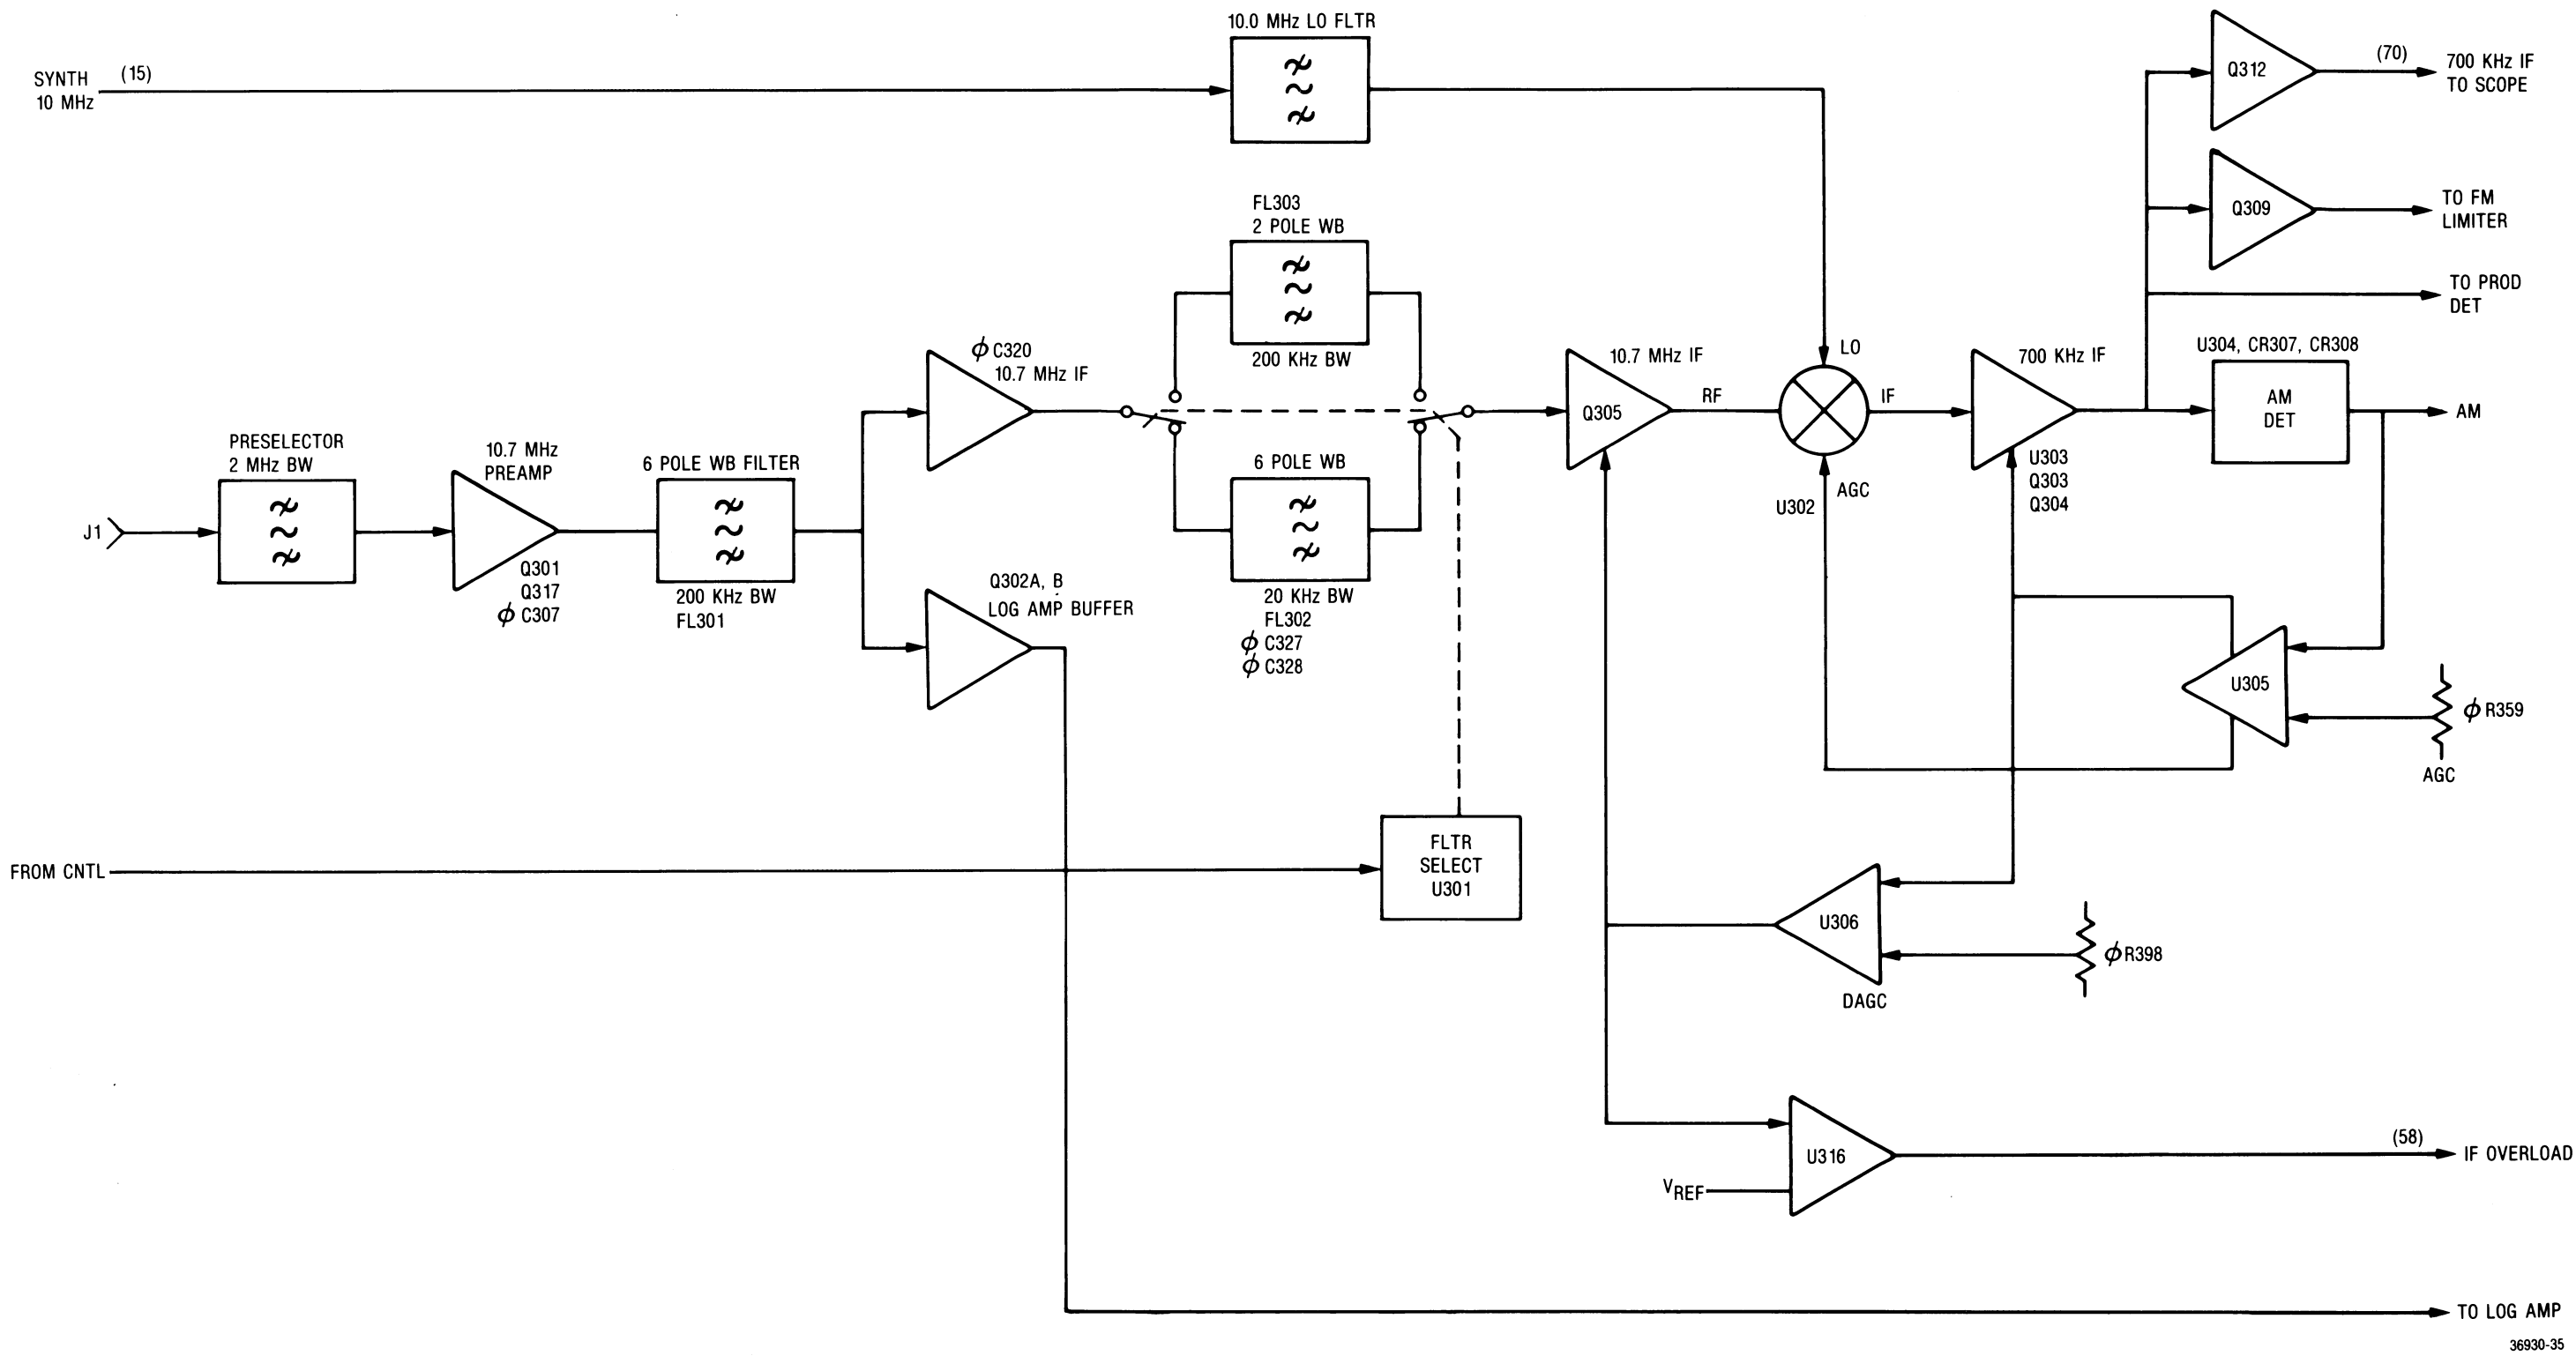 10.0 MHz LO FLTR
SYNTH (15)
10 MHz
Q312
(70)
700 KHz IF
TO SCOPE
Q309
TO FM
LIMITER
TO PROD
DET
FL303
2 POLE WB
200 KHz BW
ϕ C320
10.7 MHz IF
10.7 MHz IF
Q305
RF
LO
IF
U302
AGC
700 KHz IF
U303
Q303
Q304
U304, CR307, CR308
AM
DET
AM
J1
PRESELECTOR
2 MHz BW
10.7 MHz
PREAMP
Q301
Q317
ϕ C307
6 POLE WB FILTER
200 KHz BW
FL301
Q302A, B
LOG AMP BUFFER
6 POLE WB
20 KHz BW
FL302
ϕ C327
ϕ C328
U305
ϕ R359
AGC
FROM CNTL
FLTR
SELECT
U301
U306
DAGC
ϕ R398
U316
VREF
(58)
IF OVERLOAD
TO LOG AMP
36930-35